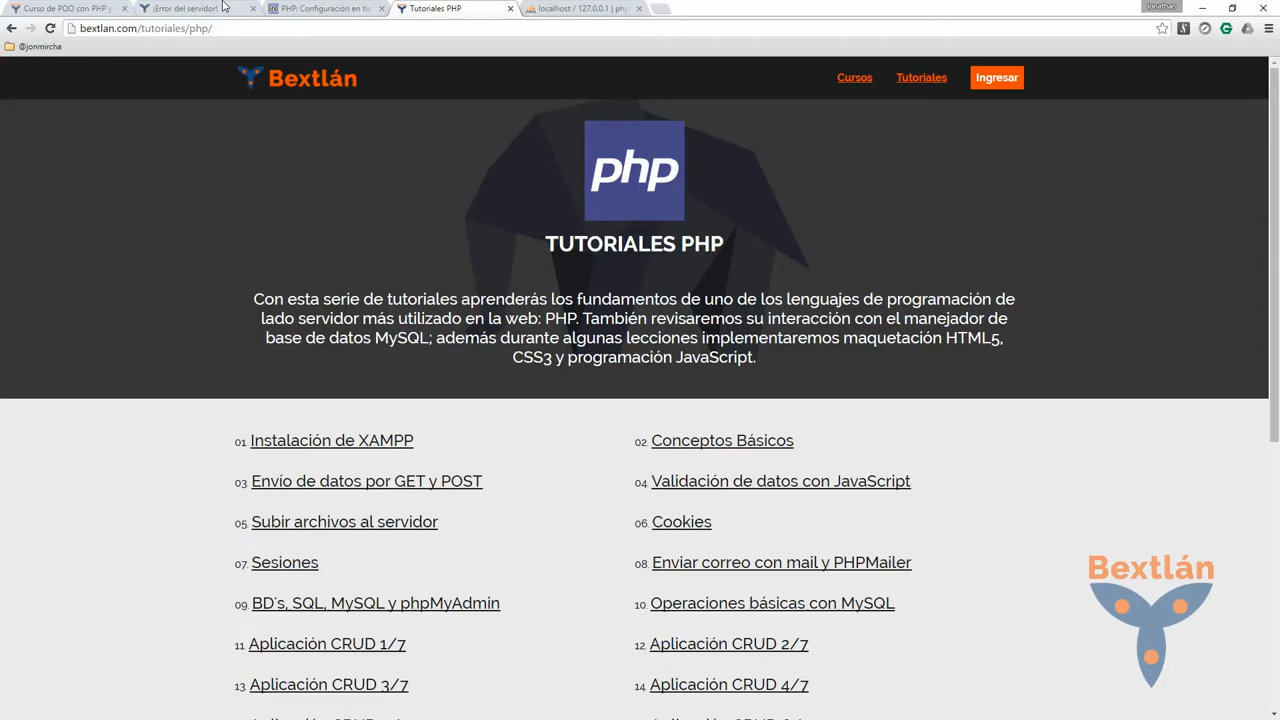 Curso de POO con PHP y
¡Error del servidor!
PHP: Configuración en tie
Tutoriales PHP
localhost / 127.0.0.1 | php
Jonathan
bextlan.com/tutoriales/php/
@jonmircha
Bextlán
Cursos
Tutoriales
Ingresar
php
TUTORIALES PHP
Con esta serie de tutoriales aprenderás los fundamentos de uno de los lenguajes de programación de
lado servidor más utilizado en la web: PHP. También revisaremos su interacción con el manejador de
base de datos MySQL; además durante algunas lecciones implementaremos maquetación HTML5,
CSS3 y programación JavaScript.
01. Instalación de XAMPP
02. Conceptos Básicos
03. Envío de datos por GET y POST
04. Validación de datos con JavaScript
05. Subir archivos al servidor
06. Cookies
07. Sesiones
08. Enviar correo con mail y PHPMailer
09. BD's, SQL, MySQL y phpMyAdmin
10. Operaciones básicas con MySQL
11. Aplicación CRUD 1/7
12. Aplicación CRUD 2/7
13. Aplicación CRUD 3/7
14. Aplicación CRUD 4/7
Bextlán